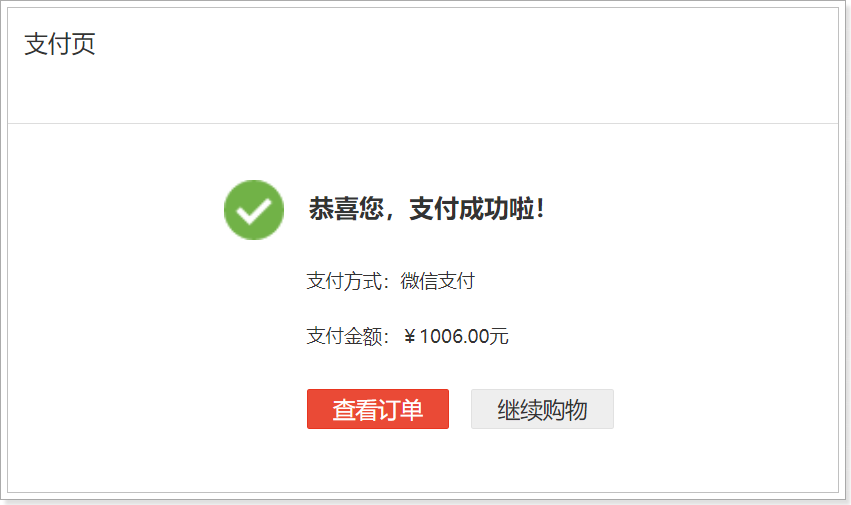 支付页
恭喜您，支付成功啦！
支付方式：微信支付
支付金额：￥1006.00元
查看订单 继续购物